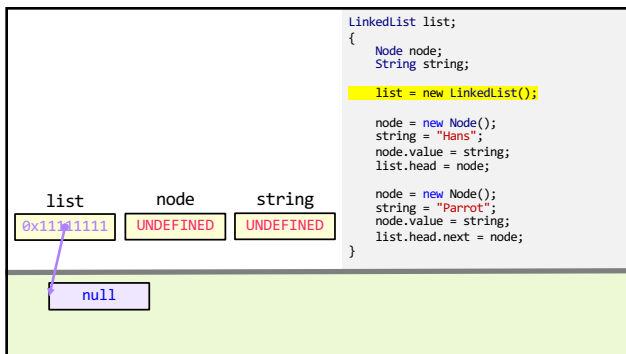 LinkedList list;
{
Node node;
String string;
list = new LinkedList();
node = new Node();
string = "Hans";
node.value = string;
list.head = node;
node = new Node();
string = "Parrot";
node.value = string;
list.head.next = node;
}
list node string
0x11111111 UNDEFINED UNDEFINED
null